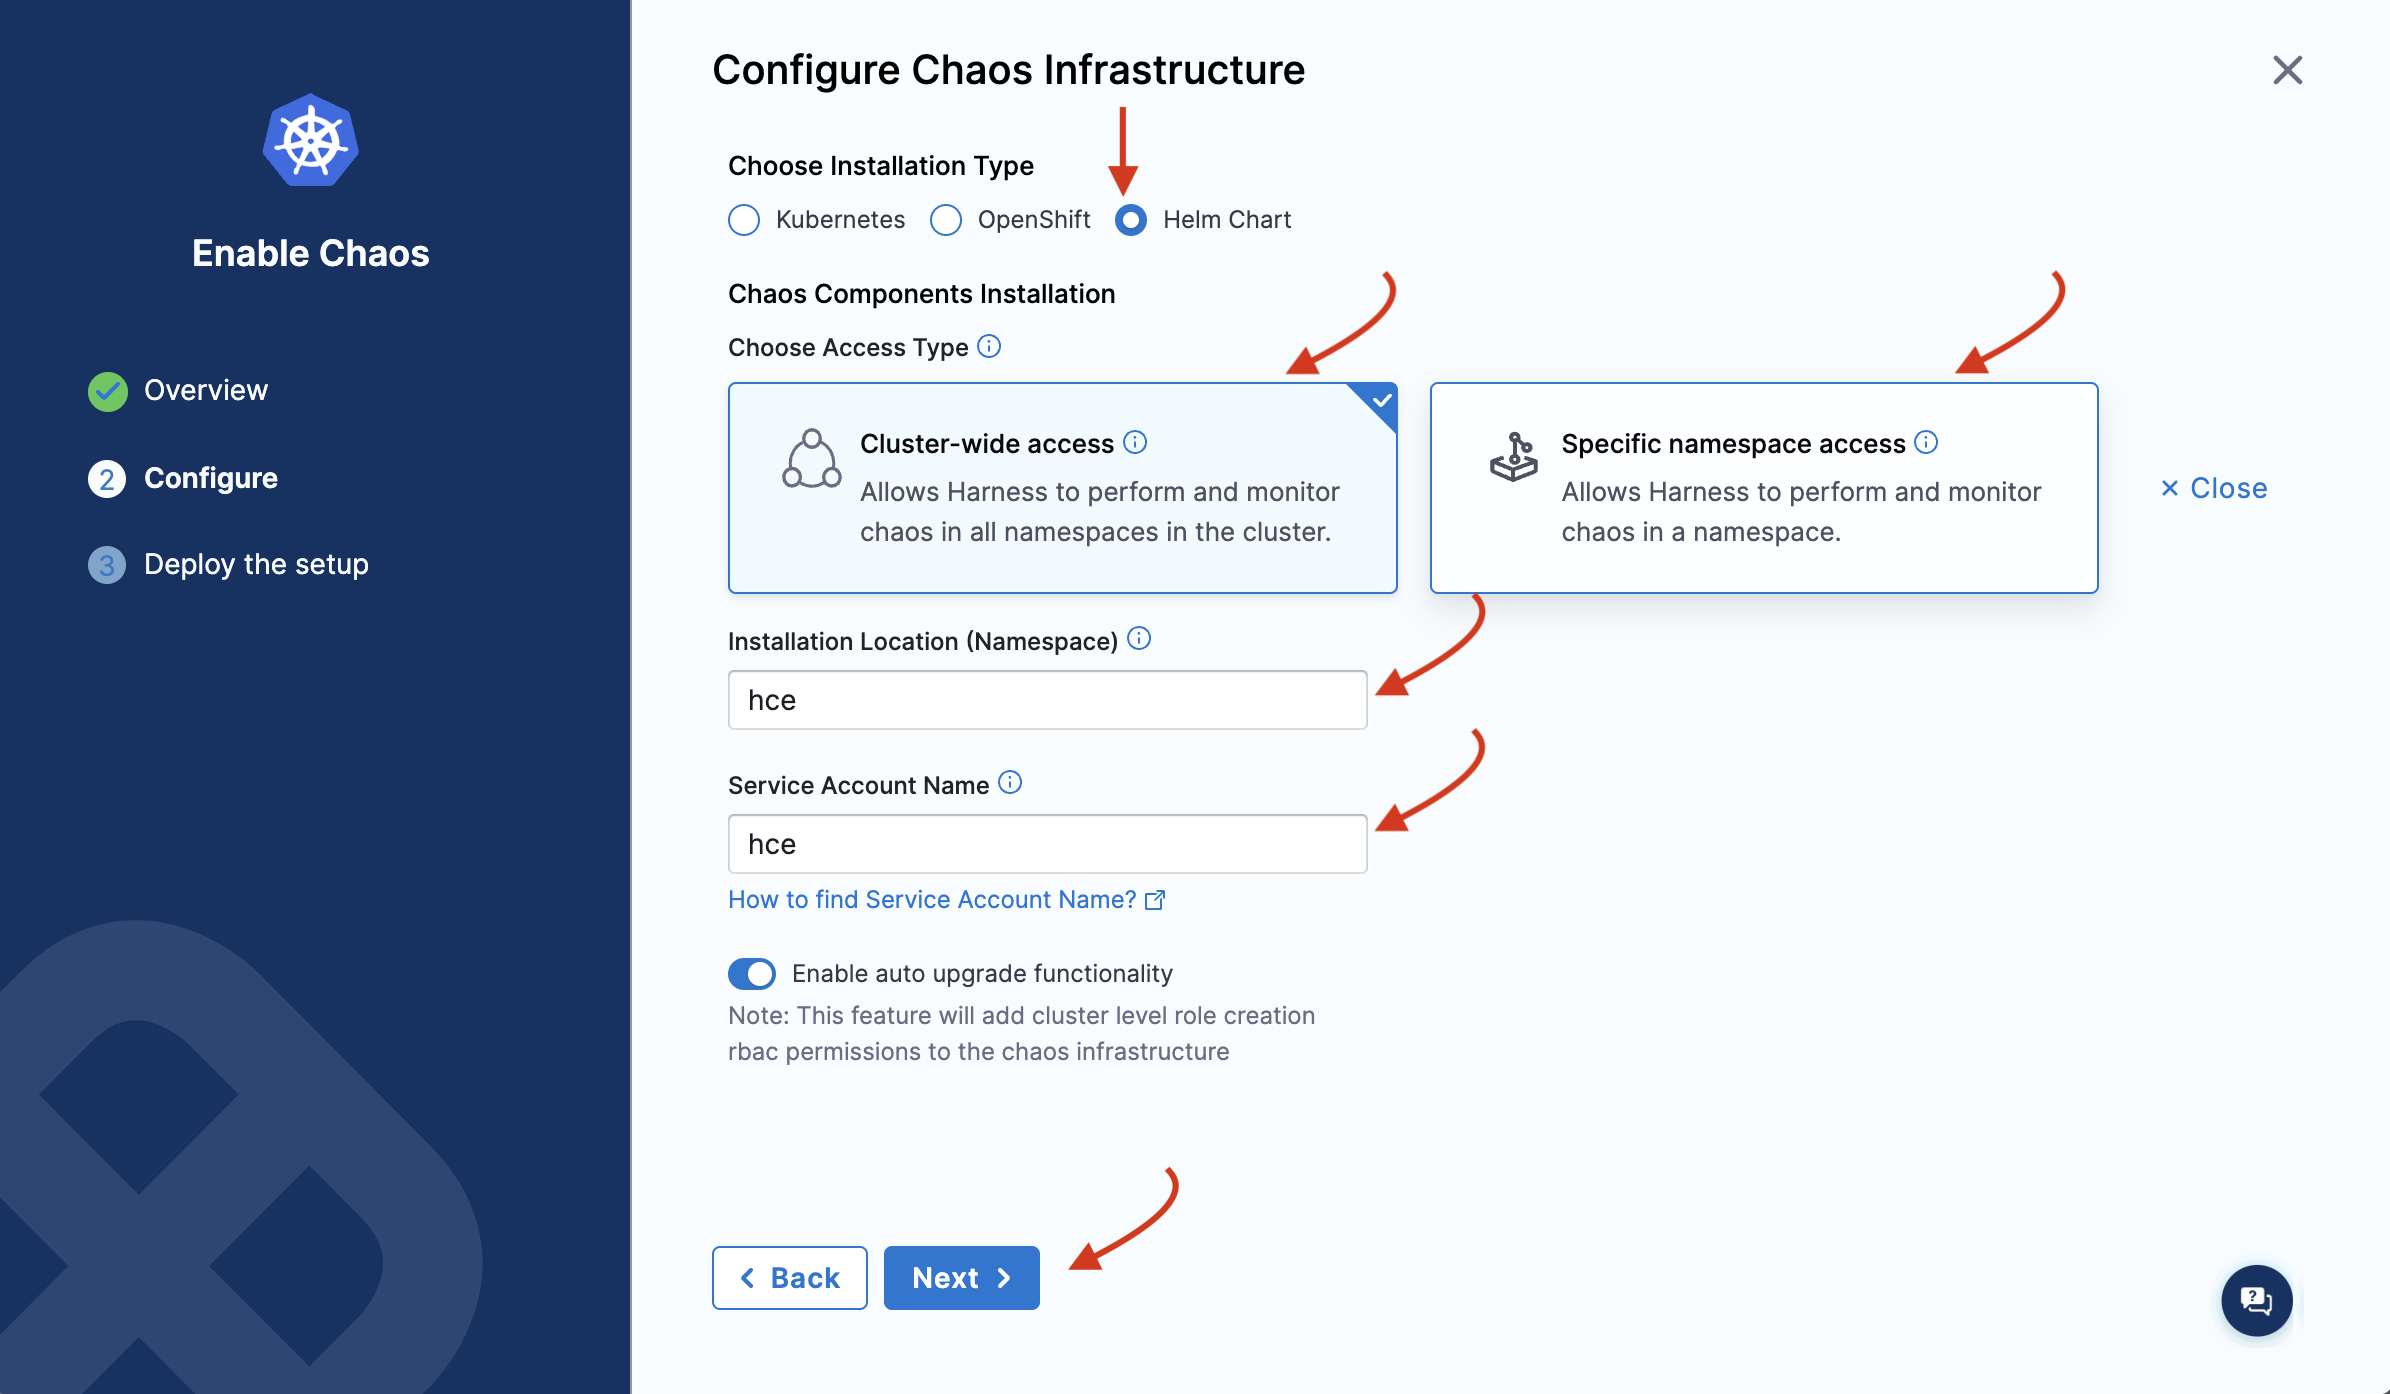 Enable Chaos
Overview
2 Configure
3 Deploy the setup
Configure Chaos Infrastructure
Choose Installation Type
Kubernetes OpenShift Helm Chart
Chaos Components Installation
Choose Access Type
Cluster-wide access
Allows Harness to perform and monitor
chaos in all namespaces in the cluster.
Specific namespace access
Allows Harness to perform and monitor
chaos in a namespace.
× Close
Installation Location (Namespace)
hce
Service Account Name
hce
How to find Service Account Name?
Enable auto upgrade functionality
Note: This feature will add cluster level role creation
rbac permissions to the chaos infrastructure
Back
Next